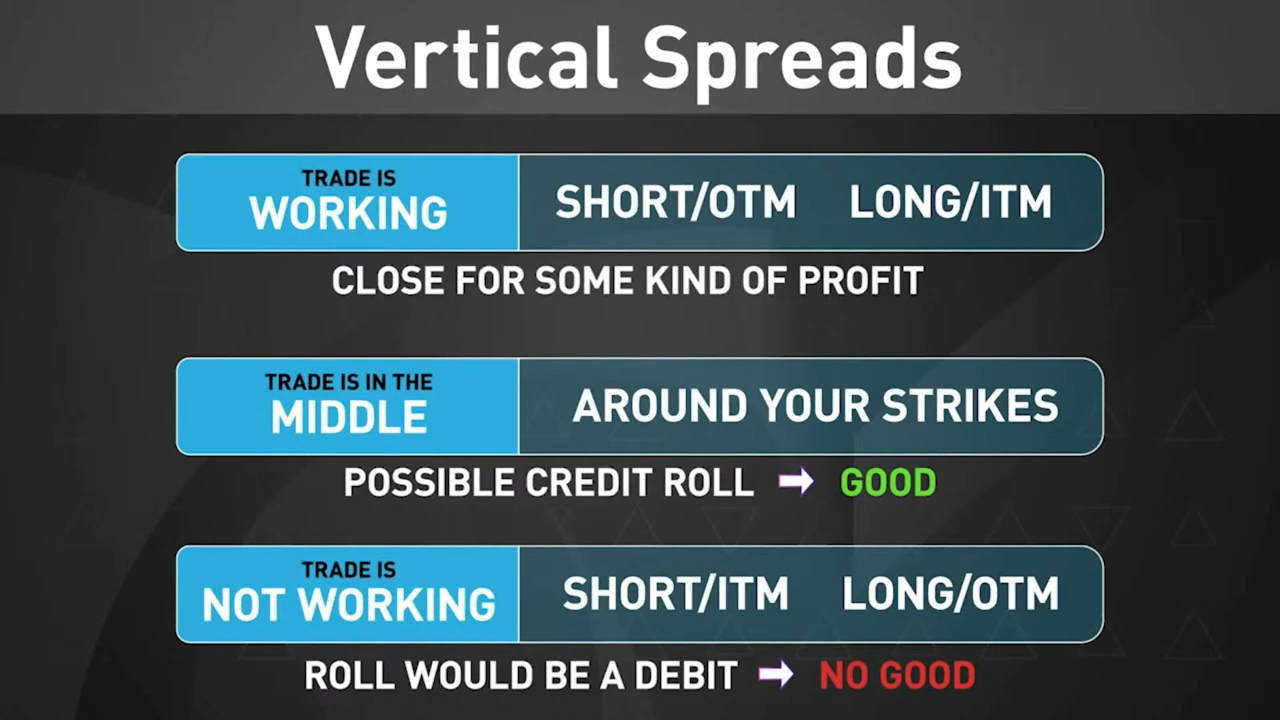 Vertical Spreads
TRADE IS
WORKING
SHORT/OTM LONG/ITM
CLOSE FOR SOME KIND OF PROFIT
TRADE IS IN THE
MIDDLE
AROUND YOUR STRIKES
POSSIBLE CREDIT ROLL ➡ GOOD
TRADE IS
NOT WORKING
SHORT/ITM LONG/OTM
ROLL WOULD BE A DEBIT ➡ NO GOOD